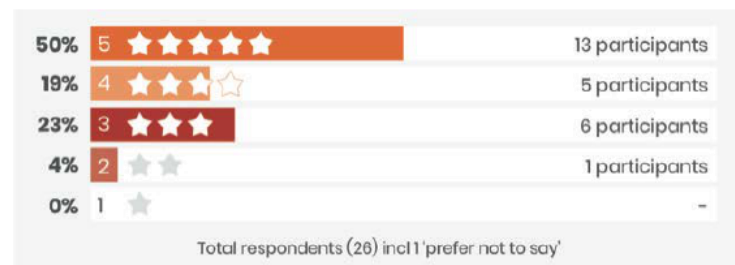 50% 5 13 participants
19% 4 5 participants
23% 3 6 participants
4% 2 1 participants
0% 1 -
Total respondents (26) incl 1 'prefer not to say'